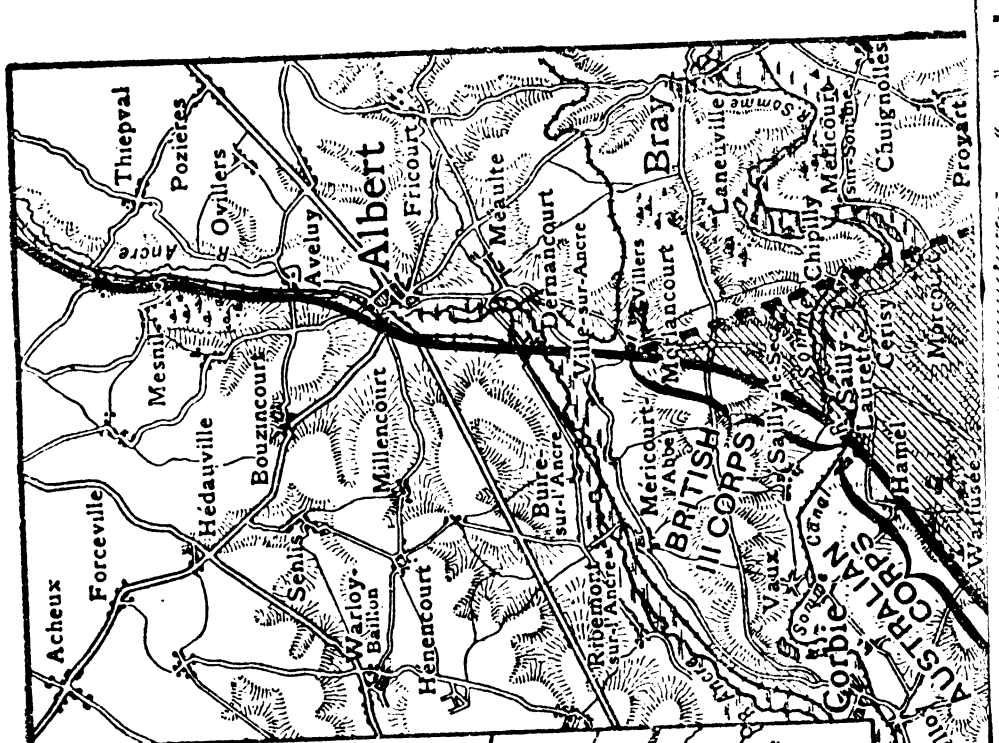 Acheux
Forceville
Hédauville
Mesnil
Thiepval
Pozières
Ovillers
Ancre
R
Aveluy
Albert
Fricourt
Bouzincourt
Senlis
Millencourt
Warloy-
Baillon
Hénencourt
Méaulte
Dernancourt
Ville-sur-Ancre
Buire-
sur-l'Ancre
Ribemont
sur-l'Ancre
Méricourt
l'Abbé
Morlancourt
Bray
Laneuville
Somme
R
Méricourt
sur-Somme
Chuignolles
Proyart
Chipilly
Sailly-le-Sec
Somme
Sailly-
Laurette
Cerisy
Morcourt
BRITISH
III CORPS
Vaux
Canal
Somme
Corbie
Ancre
AUSTRALIAN
CORPS
Hamel
Warfusée